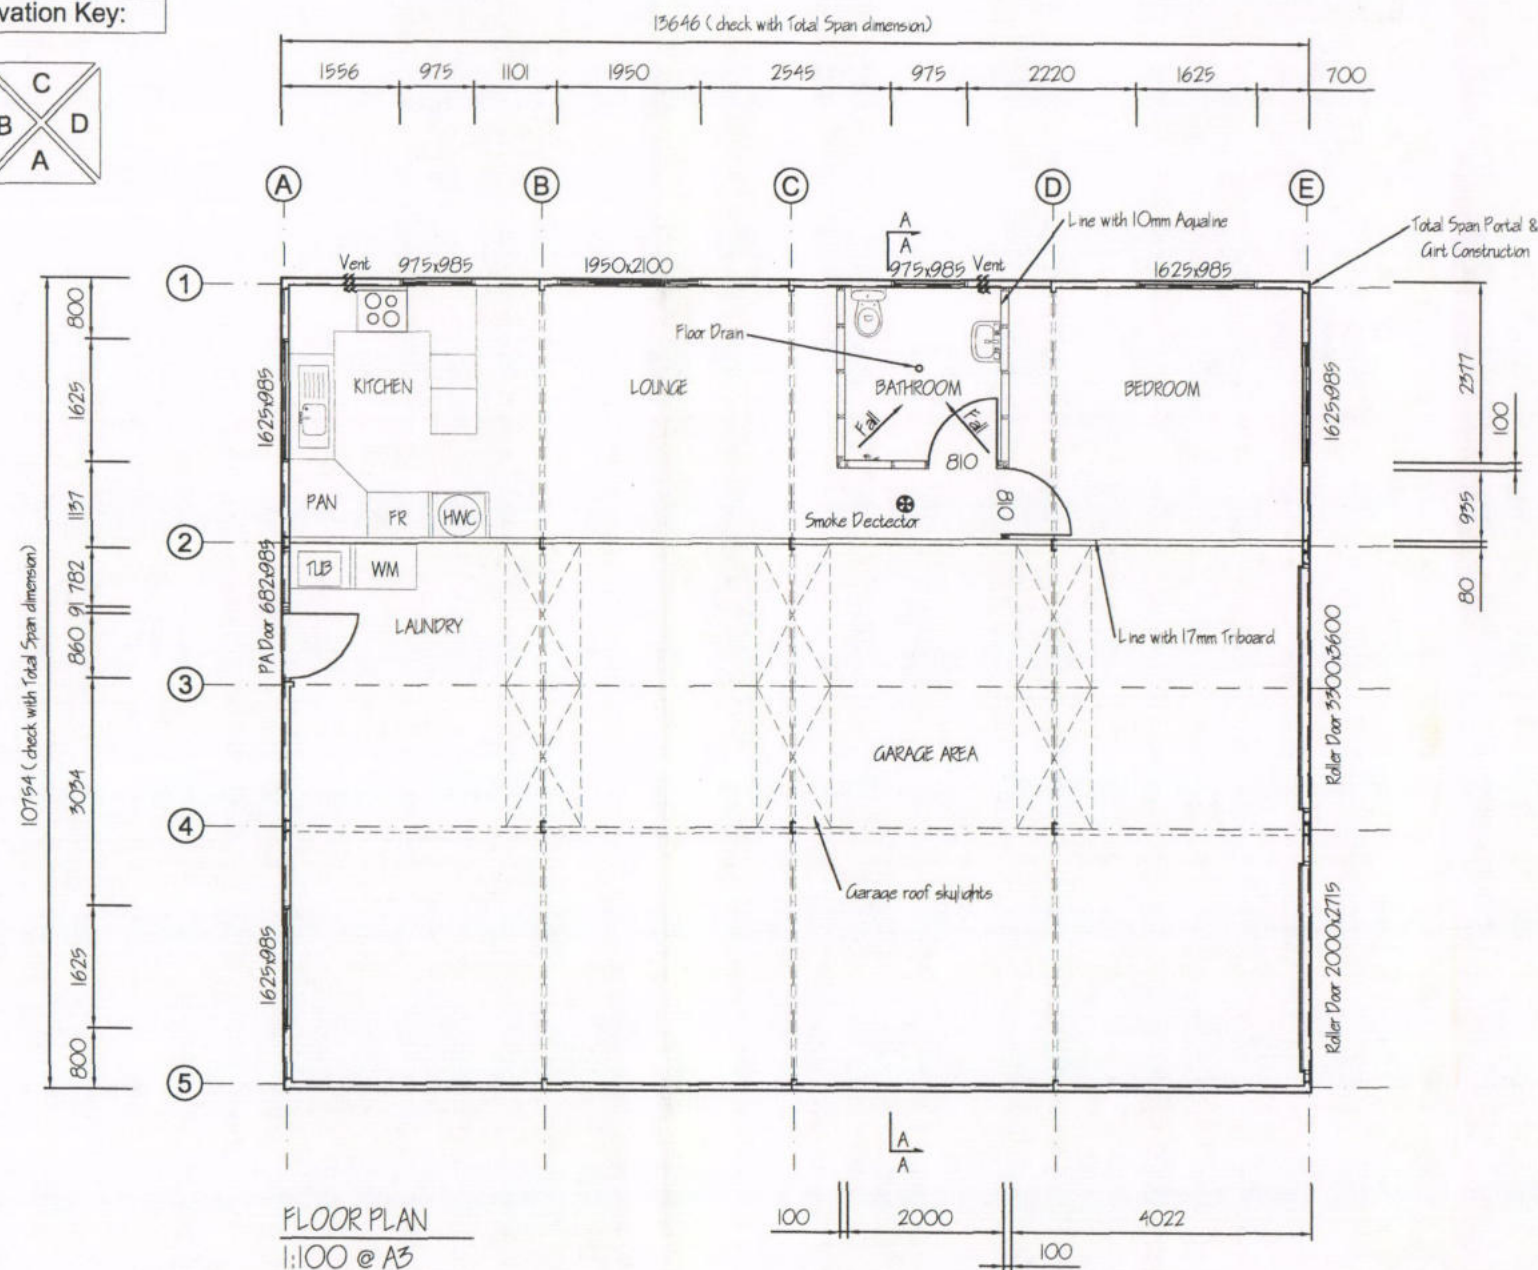 vation Key:
C
B
D
A
13646 ( check with Total Span dimension)
1556 975 1101 1950 2545 975 2220 1625 700
A B C D E
A
A
Line with 10mm Aqualine
Total Span Portal &
Girt Construction
1
Vent 975x985 1950x2100 975x985 Vent 1625x985
10754 ( check with Total Span dimension)
800
1625
1137
782
91
860
3034
1625
800
1625x985
Floor Drain
KITCHEN
LOUNGE
BATHROOM
BEDROOM
Fall
Fall
810
810
1625x985
2377
100
935
80
PAN
FR
HWC
Smoke Dectector
2
TUB
WM
PA Door 682x985
LAUNDRY
Line with 17mm Triboard
Roller Door 3300x3600
3
GARAGE AREA
4
Garage roof skylights
1625x985
Roller Door 2000x2715
5
A
A
FLOOR PLAN
1:100 @ A3
100 2000 4022
100